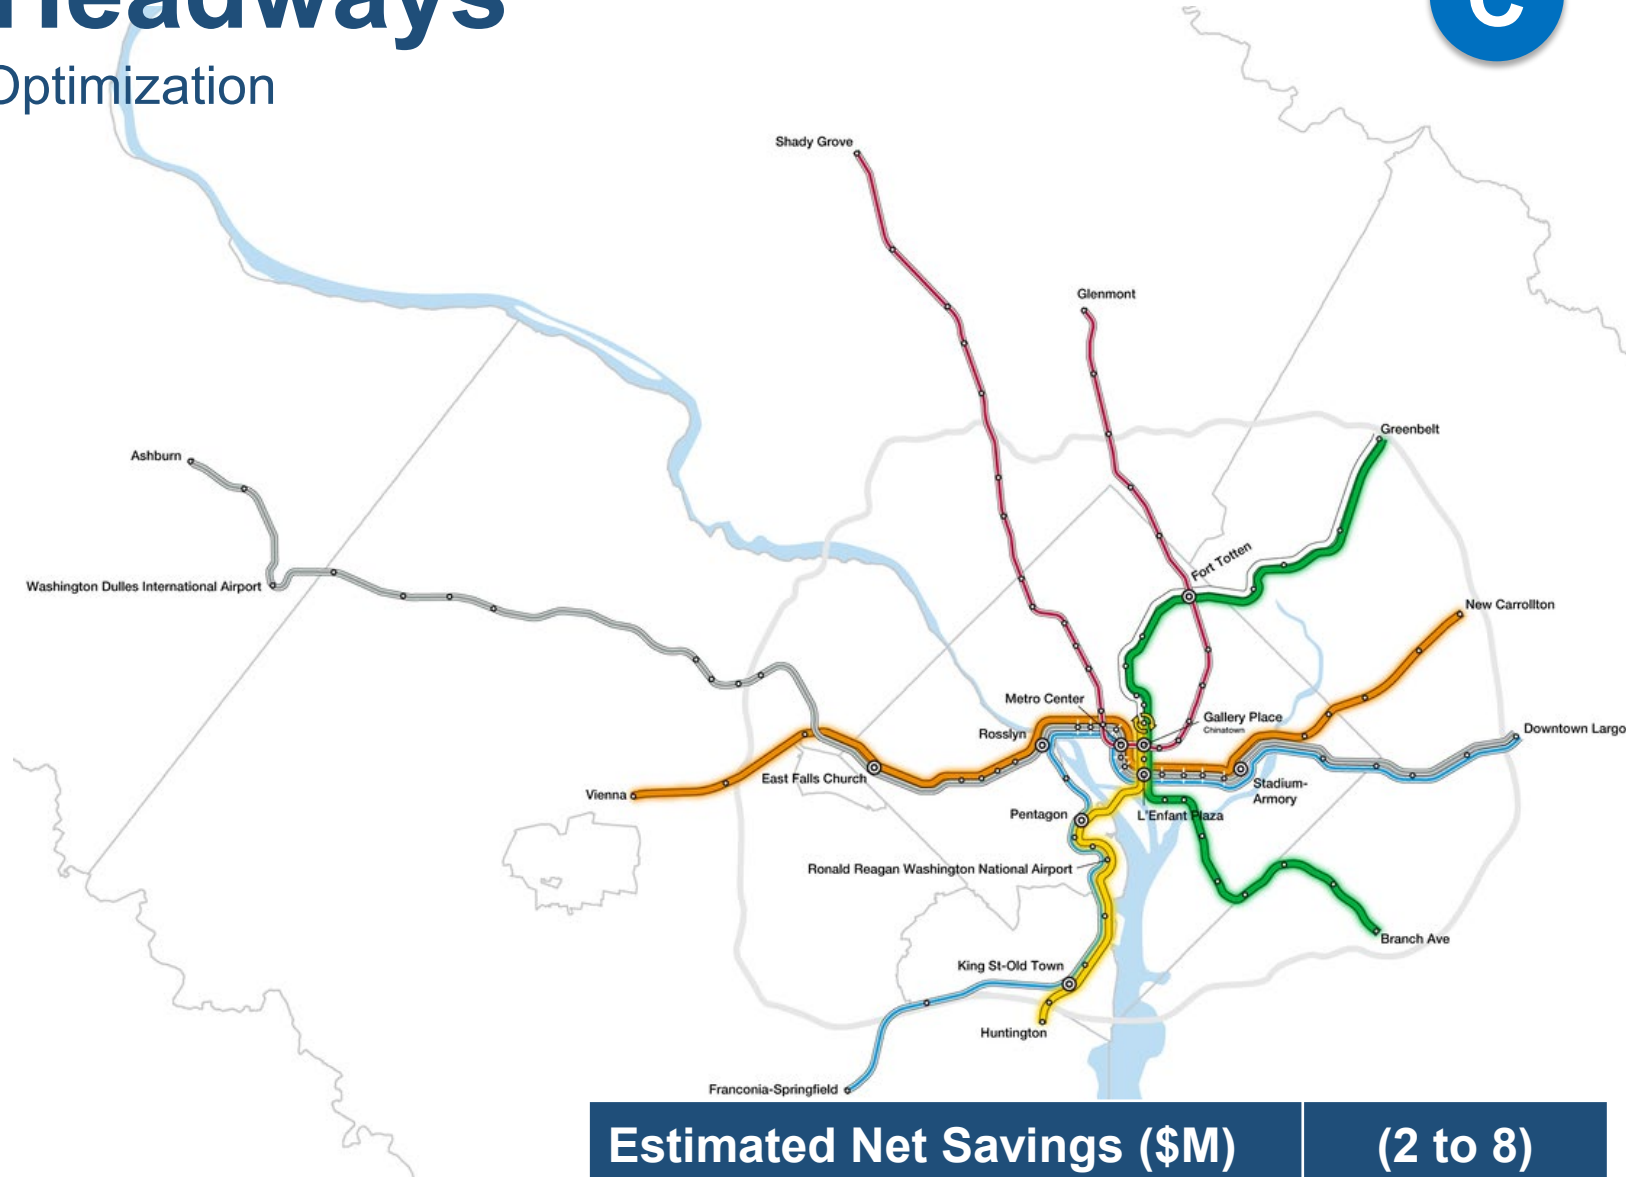 Headways
C
Optimization
Shady Grove
Glenmont
Greenbelt
Ashburn
Fort Totten
Washington Dulles International Airport
New Carrollton
Metro Center
Gallery Place
Chinatown
Rosslyn
Downtown Largo
East Falls Church
Stadium-
Armory
Vienna
Pentagon
L'Enfant Plaza
Ronald Reagan Washington National Airport
Branch Ave
King St-Old Town
Huntington
Franconia-Springfield
Estimated Net Savings ($M)
(2 to 8)